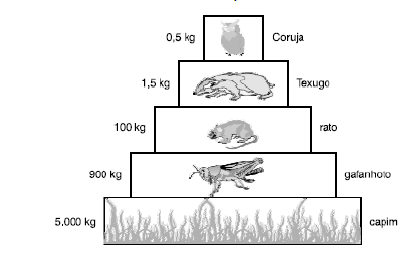 0,5 kg Coruja
1,5 kg Texugo
100 kg rato
900 kg gafanhoto
5.000 kg capim